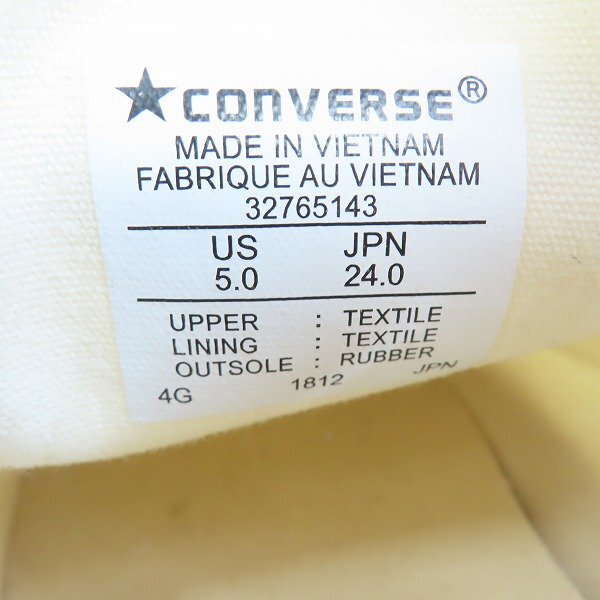 ★CONVERSE®
MADE IN VIETNAM
FABRIQUE AU VIETNAM
32765143
US JPN
5.0 24.0
UPPER : TEXTILE
LINING : TEXTILE
OUTSOLE : RUBBER
4G 1812 JPN